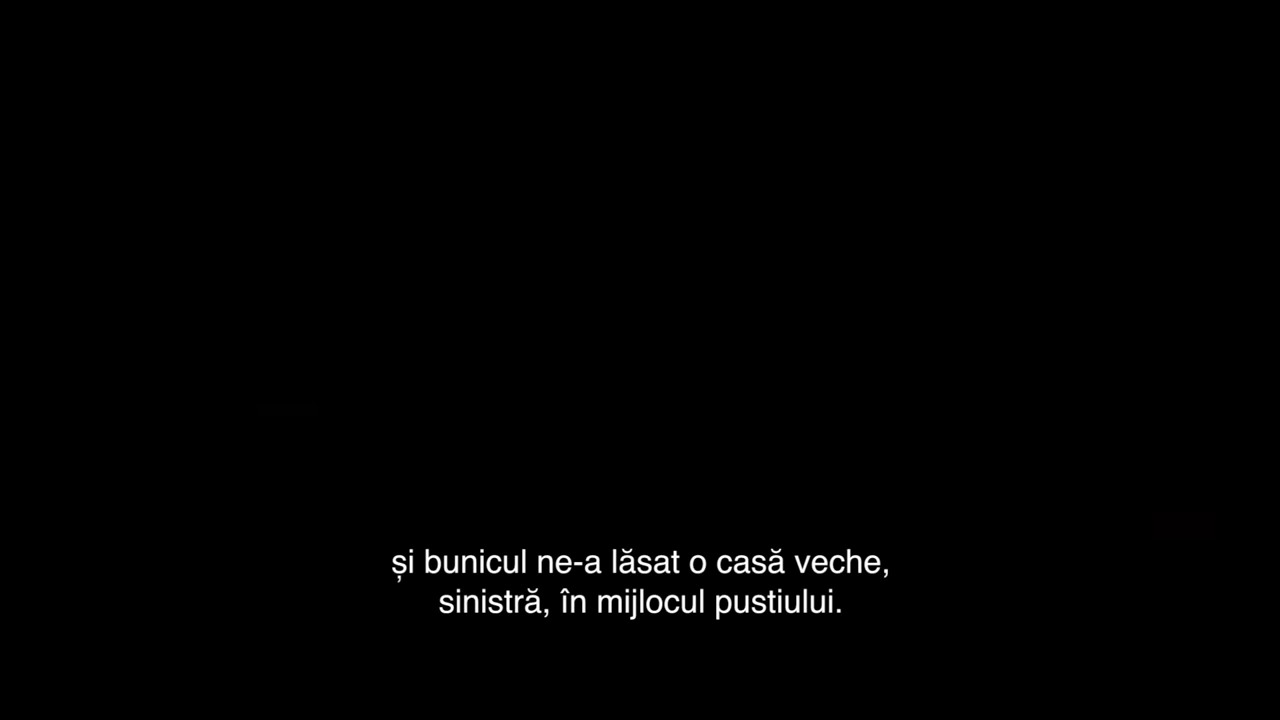 și bunicul ne-a lăsat o casă veche,
sinistră, în mijlocul pustiului.